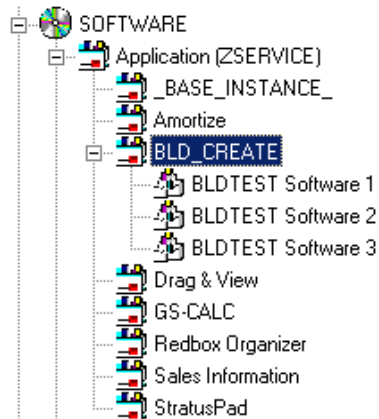 SOFTWARE
Application (ZSERVICE)
_BASE_INSTANCE_
Amortize
BLD_CREATE
BLDTEST Software 1
BLDTEST Software 2
BLDTEST Software 3
Drag & View
GS-CALC
Redbox Organizer
Sales Information
StratusPad